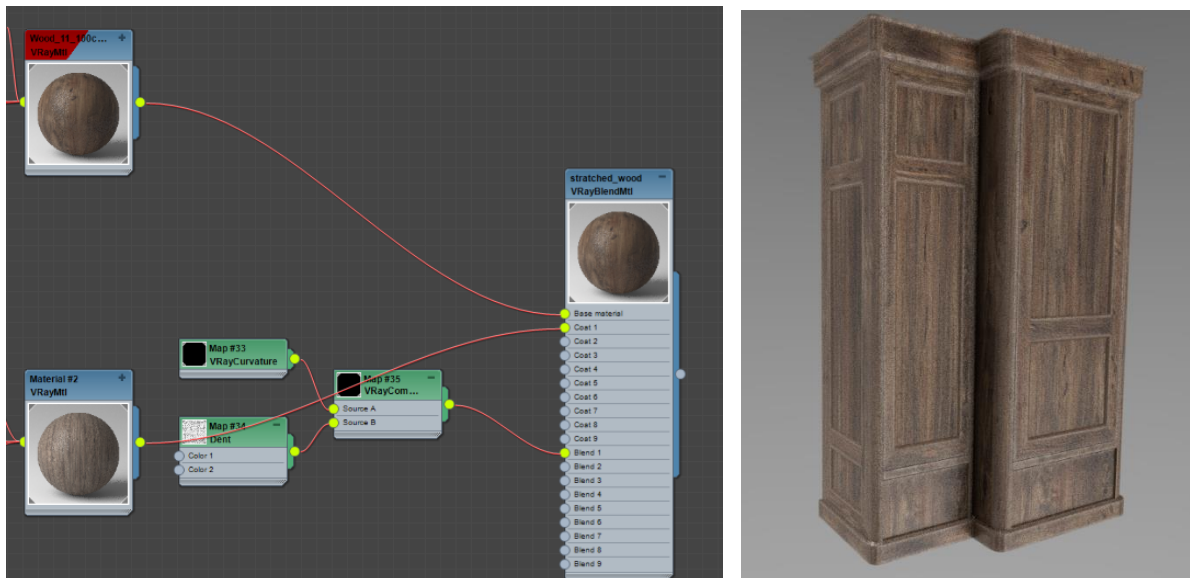 Wood_11_100c...
VRayMtl
stratched_wood
VRayBlendMtl
Base material
Coat 1
Coat 2
Coat 3
Coat 4
Coat 5
Coat 6
Coat 7
Coat 8
Coat 9
Blend 1
Blend 2
Blend 3
Blend 4
Blend 5
Blend 6
Blend 7
Blend 8
Blend 9
Map #33
VRayCurvature
Map #35
VRayCom...
Source A
Source B
Map #34
Dent
Color 1
Color 2
Material #2
VRayMtl